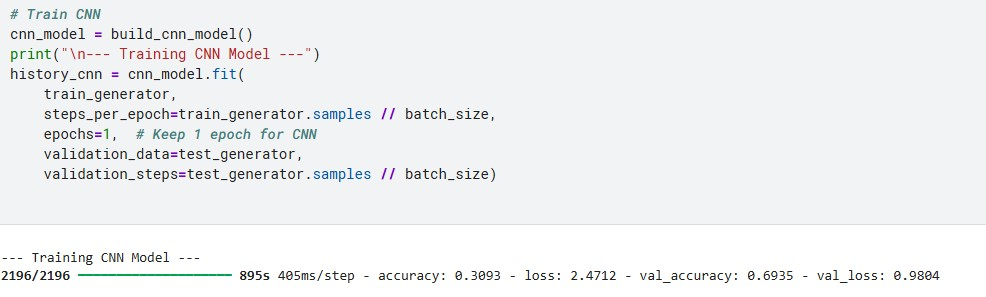 # Train CNN
cnn_model = build_cnn_model()
print("\n--- Training CNN Model ---")
history_cnn = cnn_model.fit(
    train_generator,
    steps_per_epoch=train_generator.samples // batch_size,
    epochs=1,  # Keep 1 epoch for CNN
    validation_data=test_generator,
    validation_steps=test_generator.samples // batch_size)
--- Training CNN Model ---
2196/2196 ━━━━━━━━━━━━━━━━━━━━ 895s 405ms/step - accuracy: 0.3093 - loss: 2.4712 - val_accuracy: 0.6935 - val_loss: 0.9804